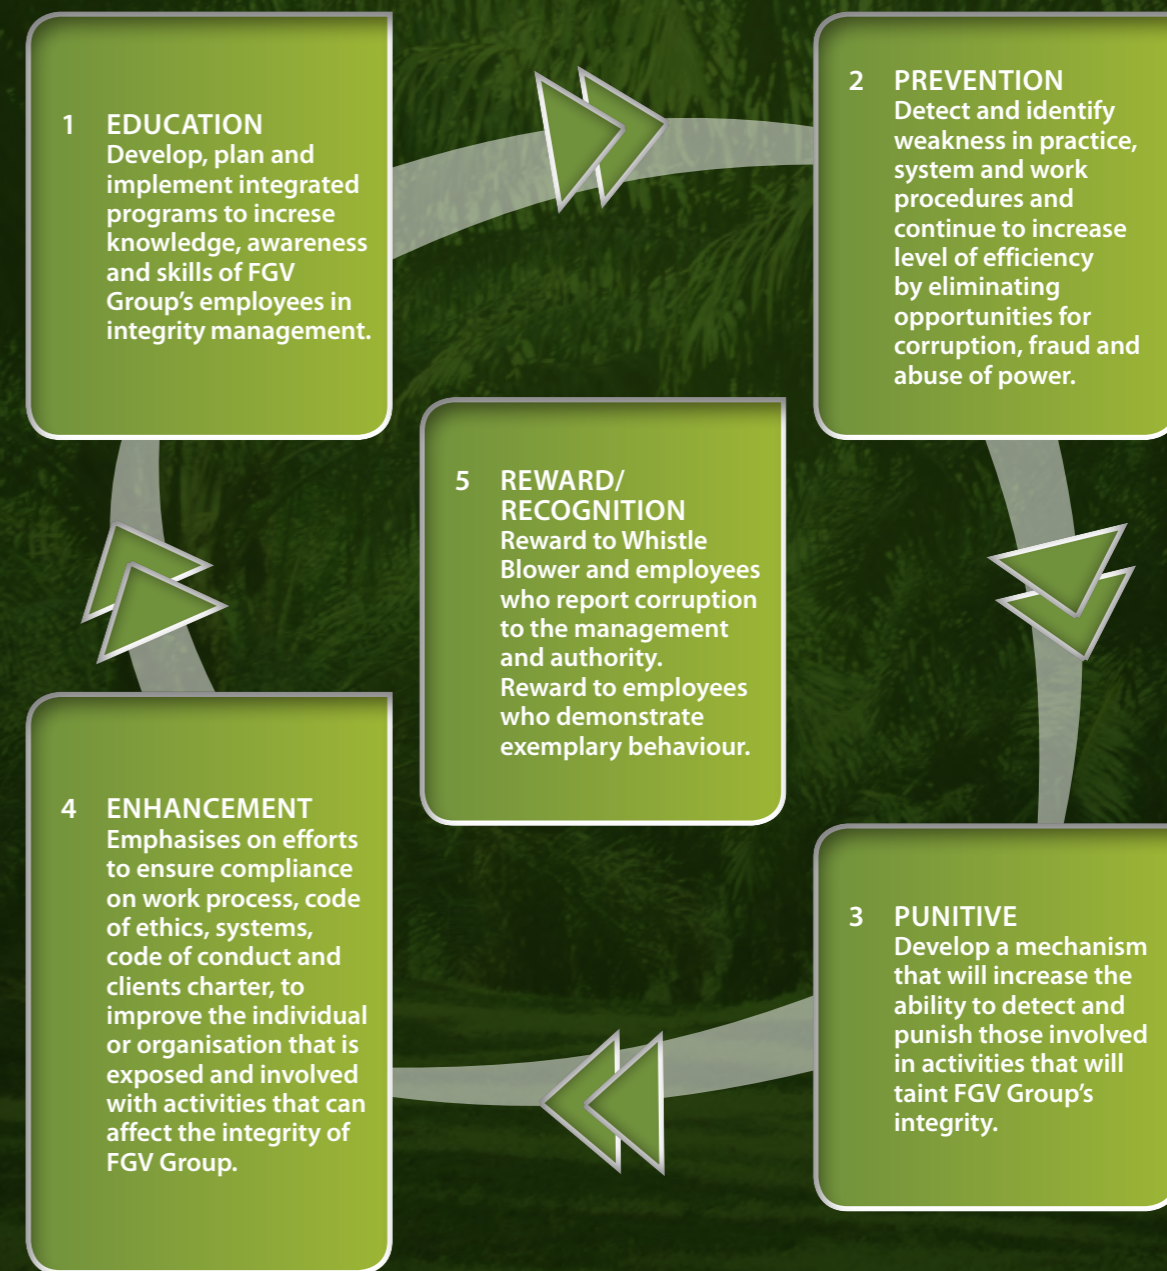 1 EDUCATION
Develop, plan and
implement integrated
programs to increse
knowledge, awareness
and skills of FGV
Group’s employees in
integrity management.
2 PREVENTION
Detect and identify
weakness in practice,
system and work
procedures and
continue to increase
level of efficiency
by eliminating
opportunities for
corruption, fraud and
abuse of power.
3 PUNITIVE
Develop a mechanism
that will increase the
ability to detect and
punish those involved
in activities that will
taint FGV Group’s
integrity.
4 ENHANCEMENT
Emphasises on efforts
to ensure compliance
on work process, code
of ethics, systems,
code of conduct and
clients charter, to
improve the individual
or organisation that is
exposed and involved
with activities that can
affect the integrity of
FGV Group.
5 REWARD/
RECOGNITION
Reward to Whistle
Blower and employees
who report corruption
to the management
and authority.
Reward to employees
who demonstrate
exemplary behaviour.